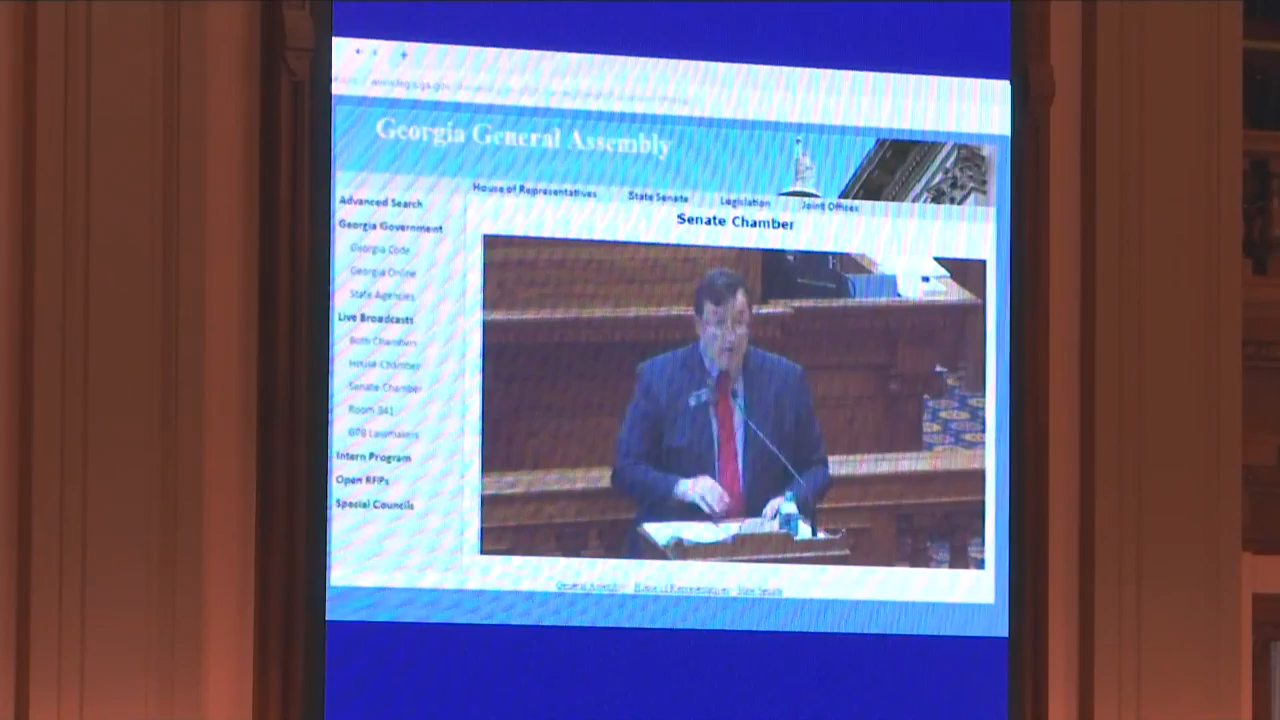 Georgia General Assembly
House of Representatives State Senate Legislation Joint Offices
Senate Chamber
Advanced Search
Georgia Government
Georgia Code
Georgia Online
State Agencies
Live Broadcasts
Both Chambers
House Chamber
Senate Chamber
Room 341
GPB Lawmakers
Intern Program
Open RFPs
Special Councils
General Assembly House of Representatives State Senate